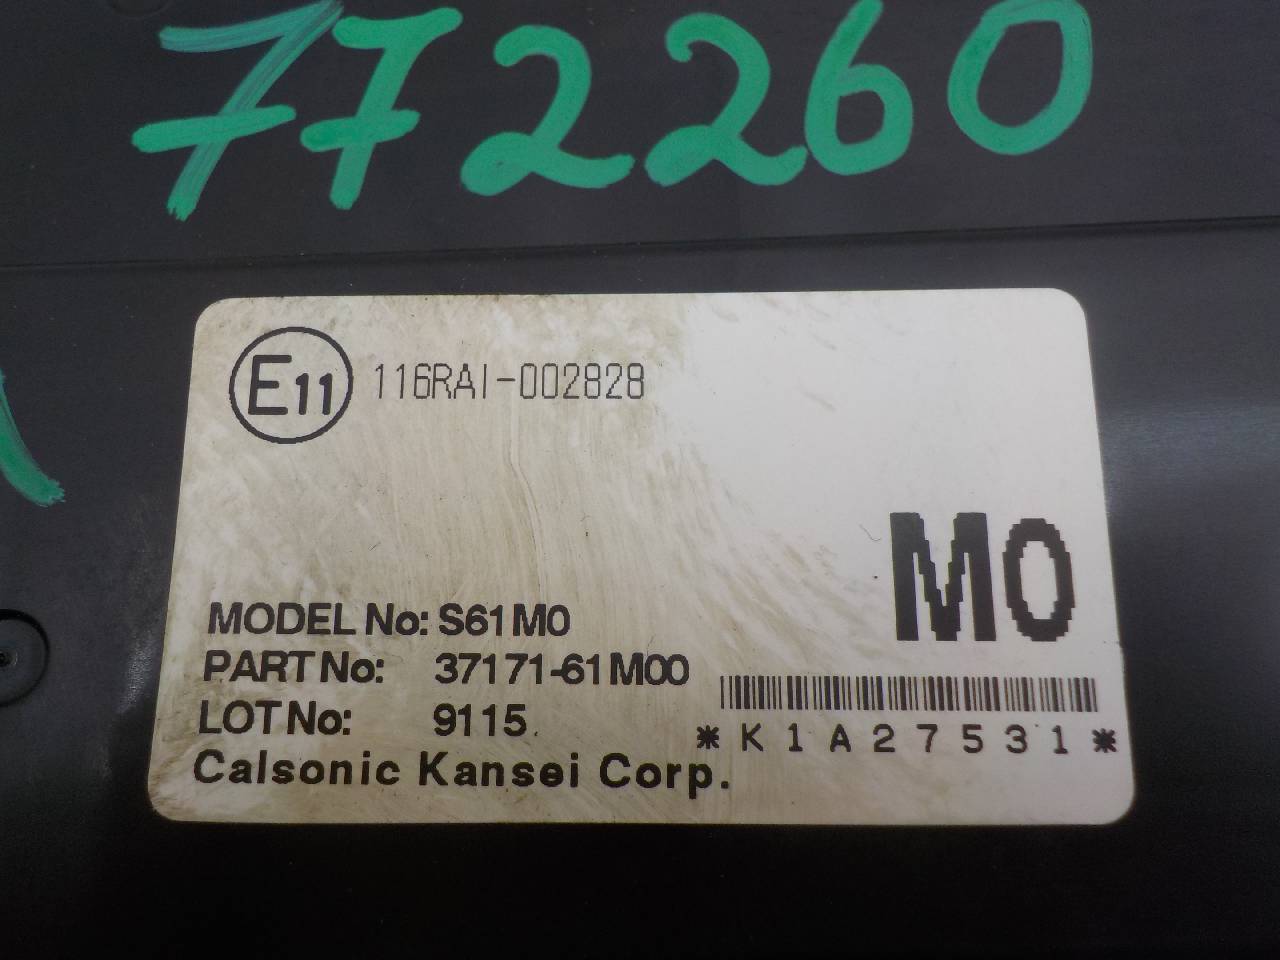 772260
E11 116RAI-002828
M0
MODEL No: S61M0
PART No: 37171-61M00
LOT No: 9115
*K1A27531*
Calsonic Kansei Corp.